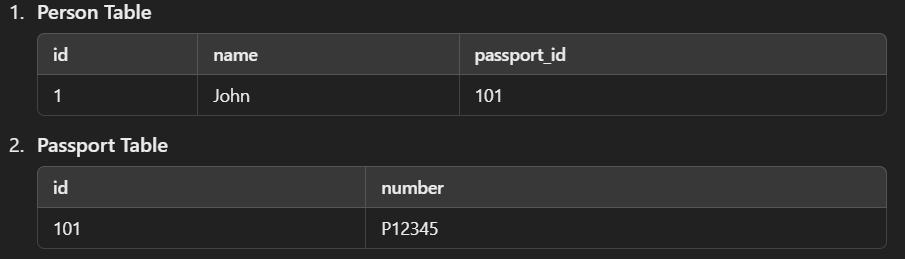 1. Person Table
id name passport_id
1 John 101
2. Passport Table
id number
101 P12345